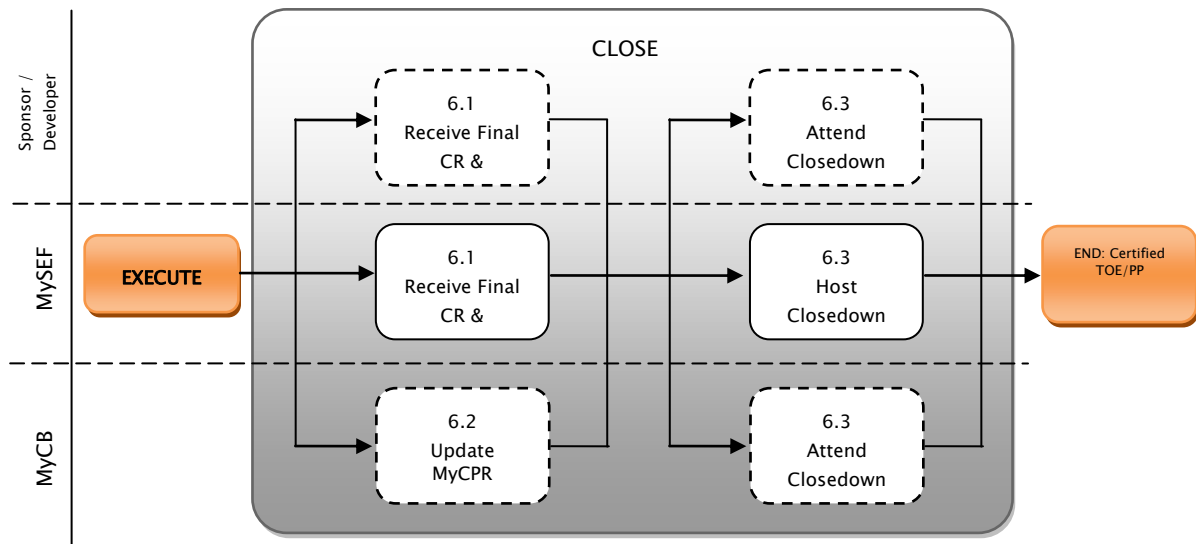 CLOSE
Sponsor /
Developer
6.1
Receive Final
CR &
6.3
Attend
Closedown
MySEF
EXECUTE
6.1
Receive Final
CR &
6.3
Host
Closedown
END: Certified
TOE/PP
MyCB
6.2
Update
MyCPR
6.3
Attend
Closedown